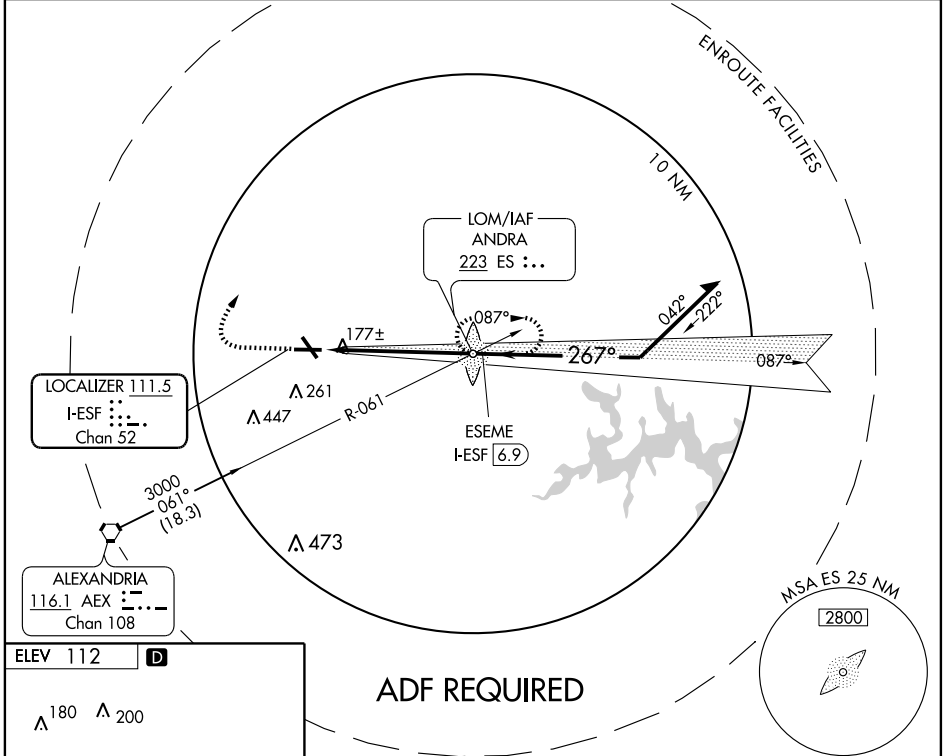 ENROUTE FACILITIES
10 NM
LOM/IAF
ANDRA
223 ES
087°
042°
222°
177±
267°
087°
LOCALIZER 111.5
I-ESF
Chan 52
261
447
R-061
ESEME
I-ESF 6.9
3000
061°
(18.3)
473
ALEXANDRIA
116.1 AEX
Chan 108
MSA ES 25 NM
2800
ELEV 112 D
ADF REQUIRED
180 200